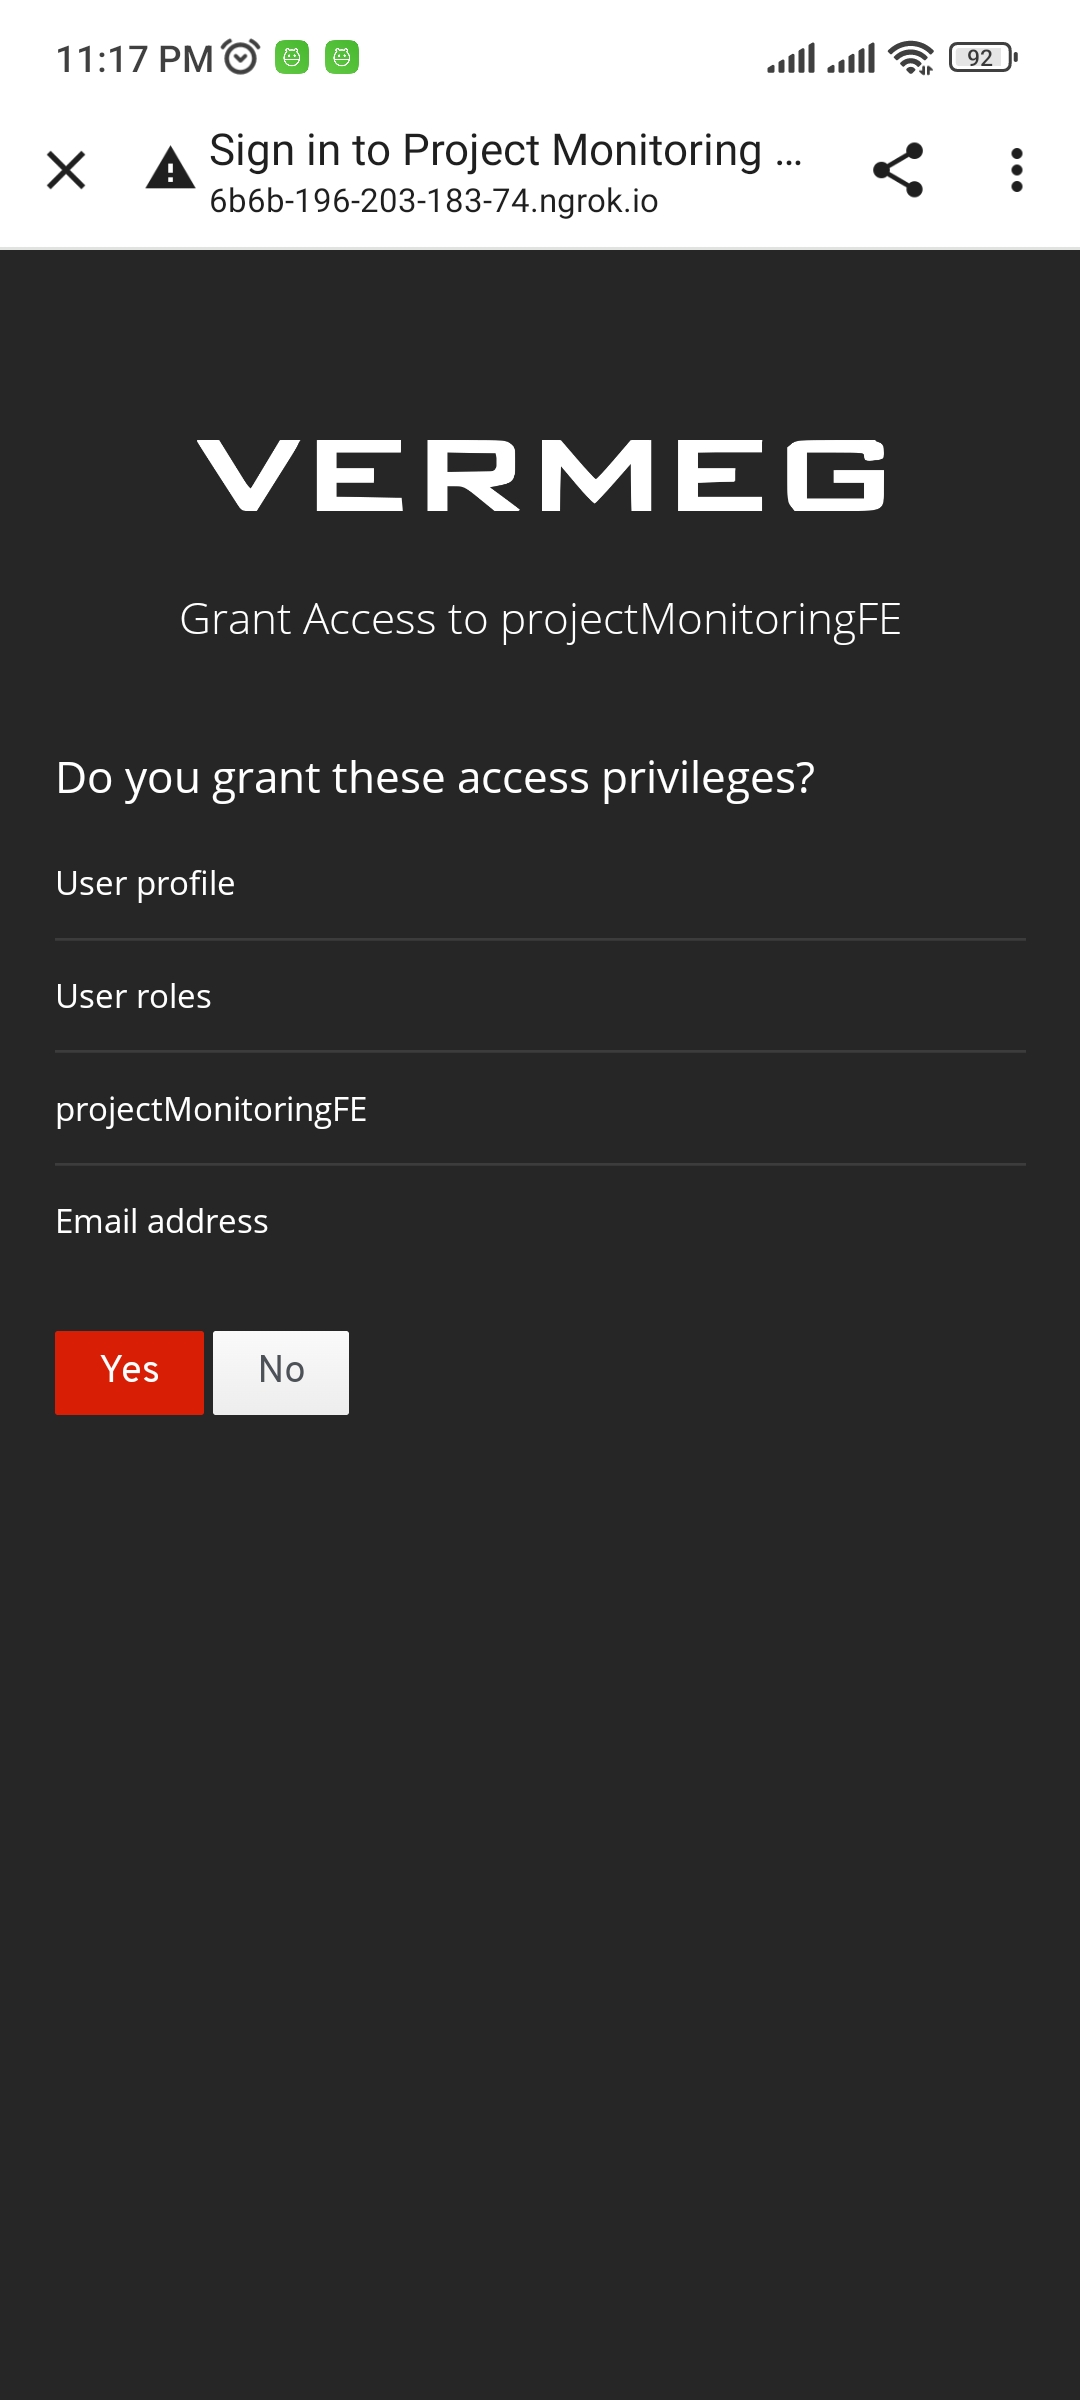 11:17 PM 92
Sign in to Project Monitoring ...
6b6b-196-203-183-74.ngrok.io
VERMEG
Grant Access to projectMonitoringFE
Do you grant these access privileges?
User profile
User roles
projectMonitoringFE
Email address
Yes No